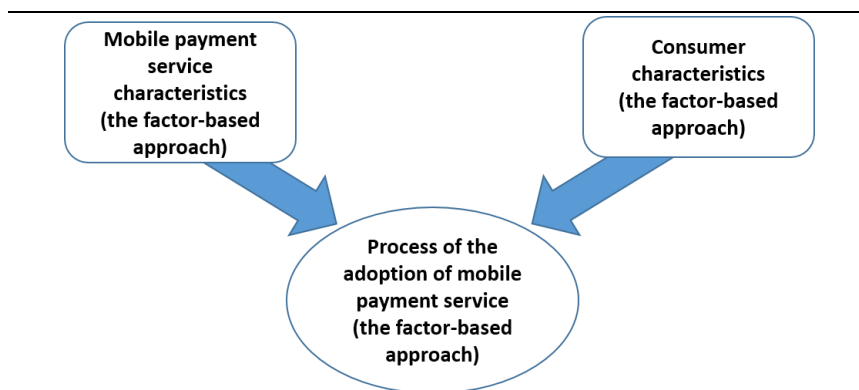 Mobile payment
service
characteristics
(the factor-based
approach)
Consumer
characteristics
(the factor-based
approach)
Process of the
adoption of mobile
payment service
(the factor-based
approach)